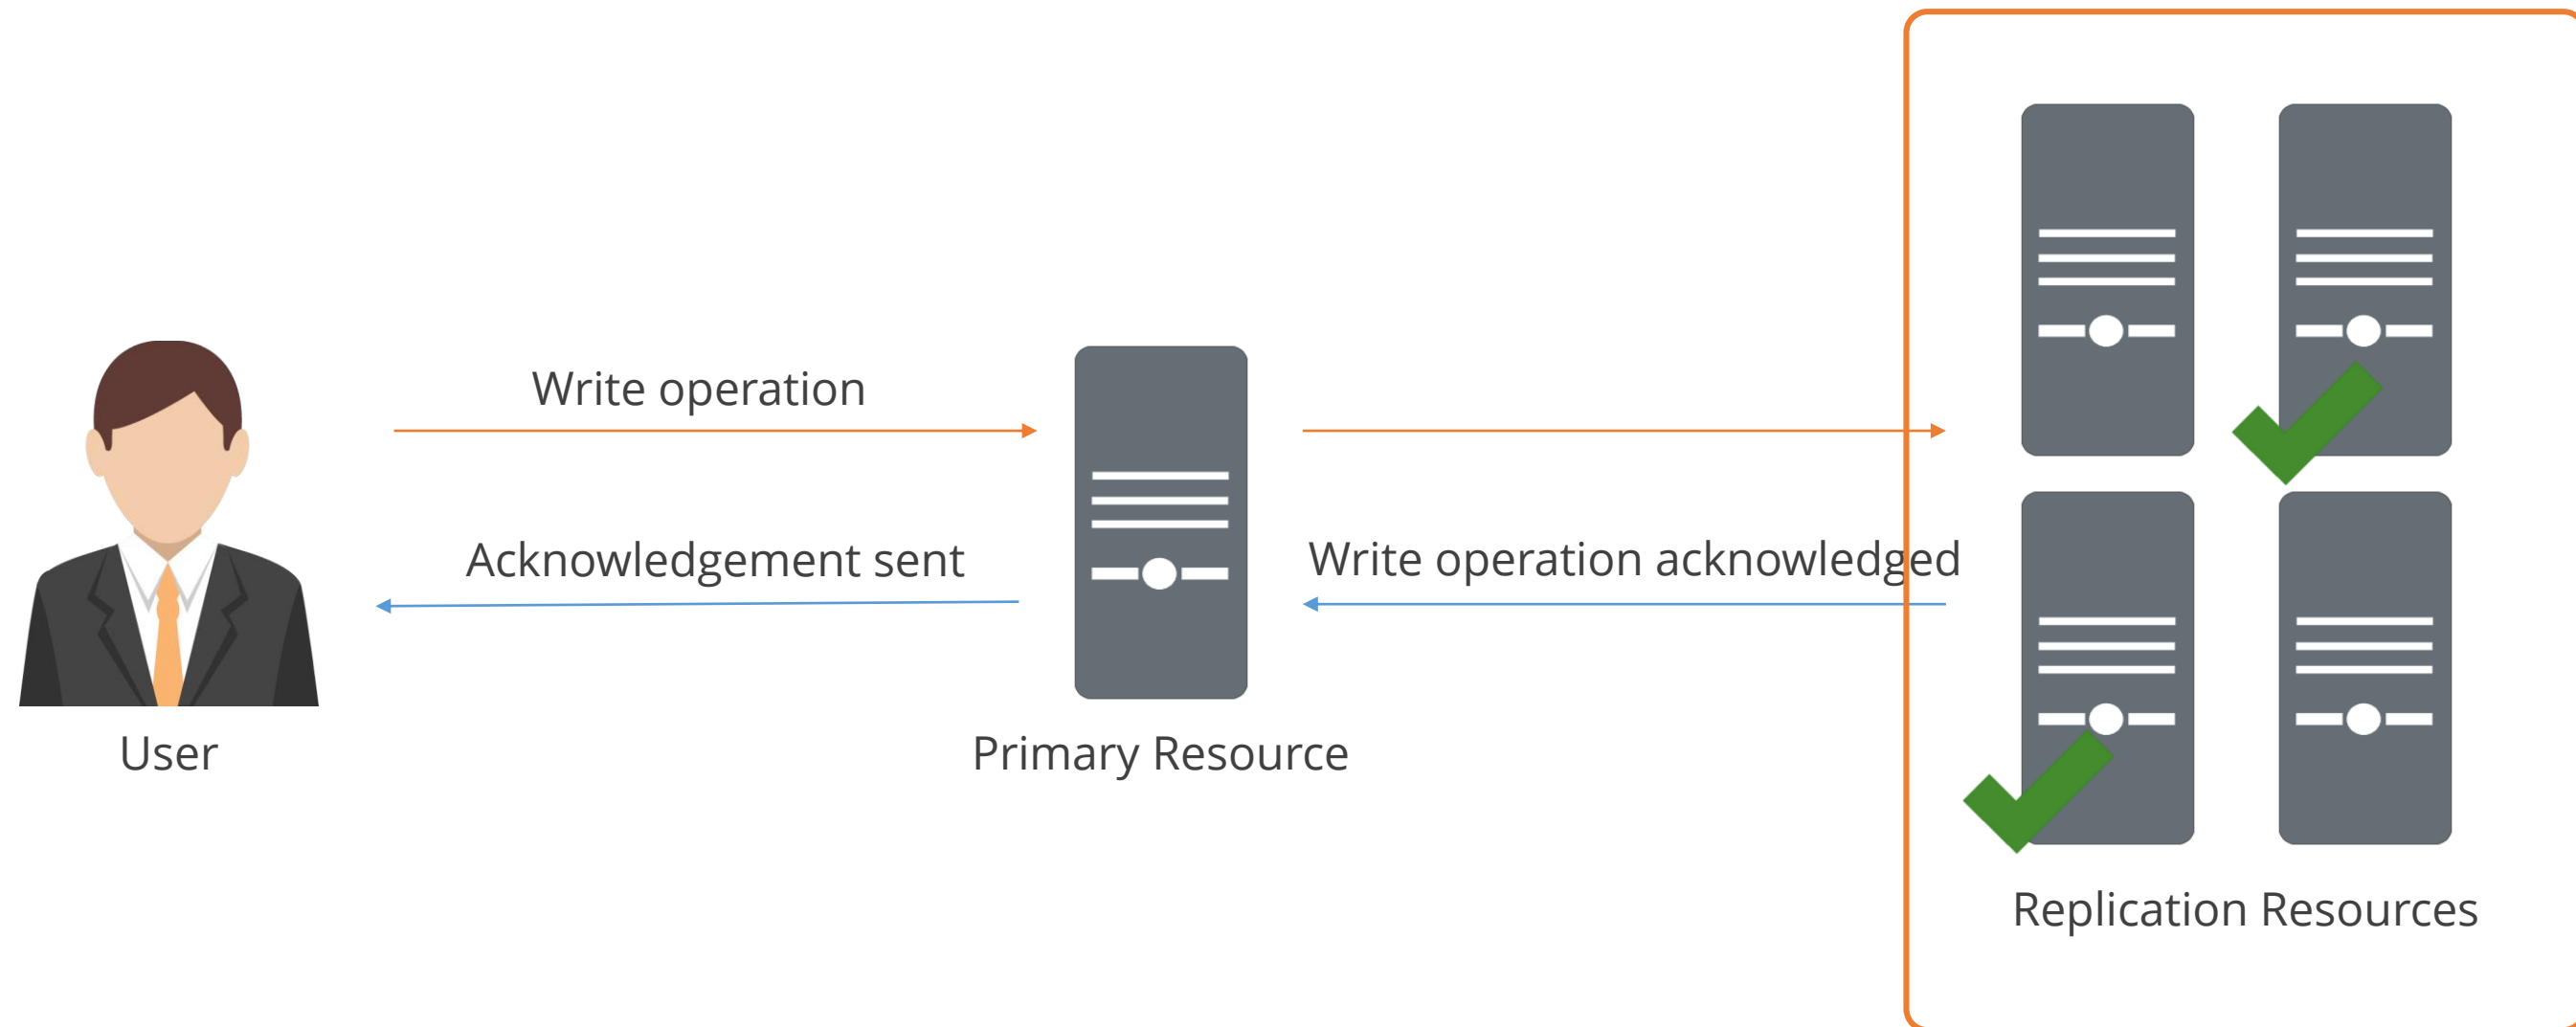 Write operation
Acknowledgement sent
Write operation acknowledged
User
Primary Resource
Replication Resources